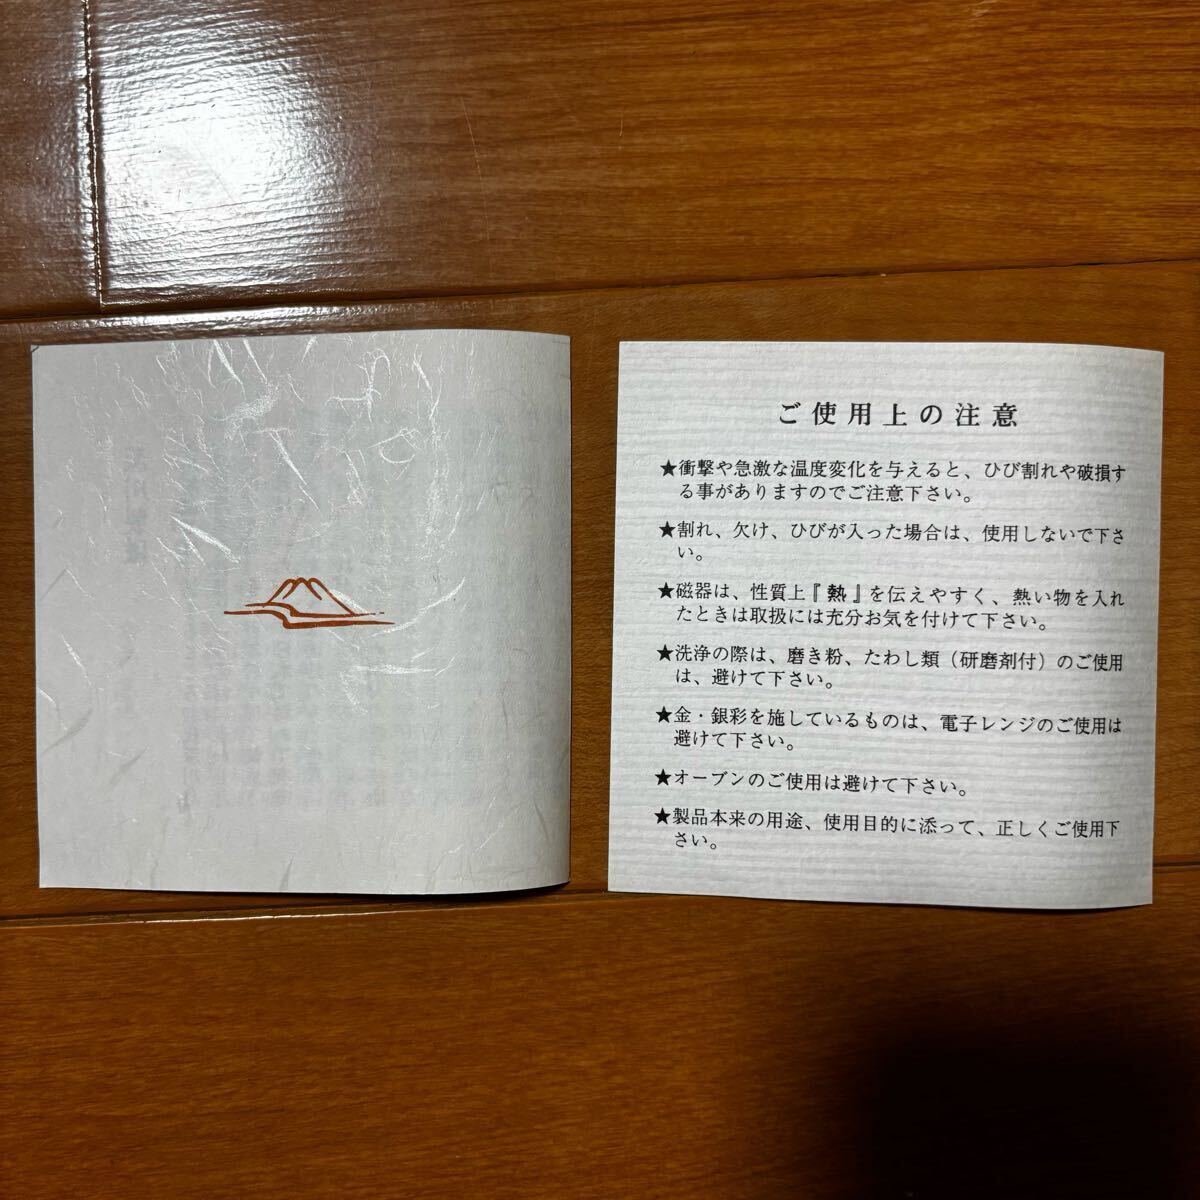 ご使用上の注意
★衝撃や急激な温度変化を与えると、ひび割れや破損す
る事がありますのでご注意下さい。
★割れ、欠け、ひびが入った場合は、使用しないで下さ
い。
★磁器は、性質上『熱』を伝えやすく、熱い物を入れ
たときは取扱には充分お気を付けて下さい。
★洗浄の際は、磨き粉、たわし類（研磨剤付）のご使用
は、避けて下さい。
★金・銀彩を施しているものは、電子レンジのご使用は
避けて下さい。
★オーブンのご使用は避けて下さい。
★製品本来の用途、使用目的に添って、正しくご使用下
さい。